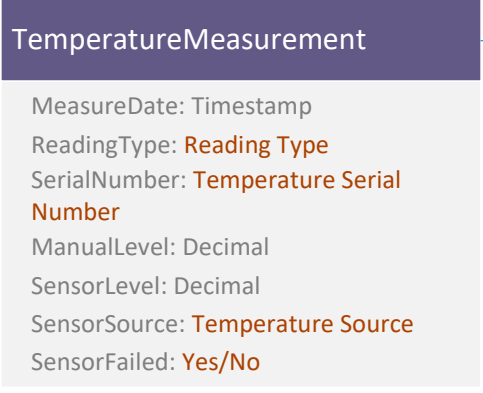 TemperatureMeasurement
MeasureDate: Timestamp
ReadingType: Reading Type
SerialNumber: Temperature Serial
Number
ManualLevel: Decimal
SensorLevel: Decimal
SensorSource: Temperature Source
SensorFailed: Yes/No